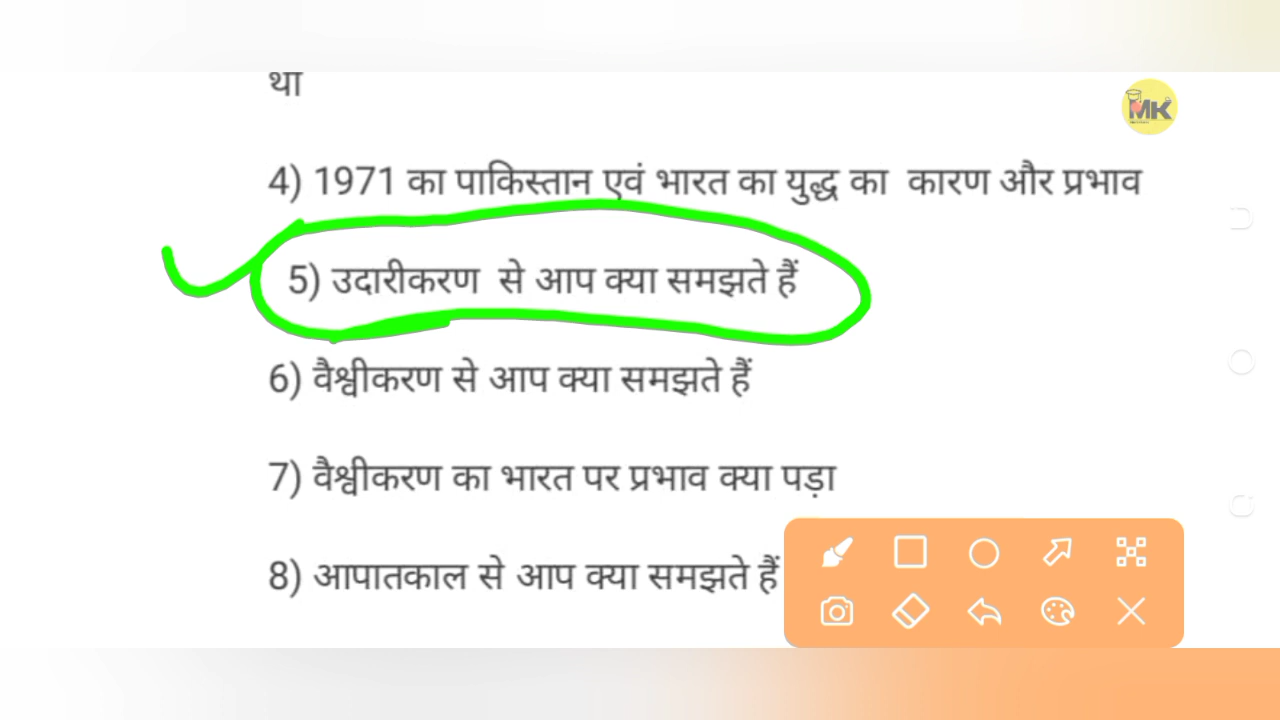 था
MK
4) 1971 का पाकिस्तान एवं भारत का युद्ध का कारण और प्रभाव
5) उदारीकरण से आप क्या समझते हैं
6) वैश्वीकरण से आप क्या समझते हैं
7) वैश्वीकरण का भारत पर प्रभाव क्या पड़ा
8) आपातकाल से आप क्या समझते हैं